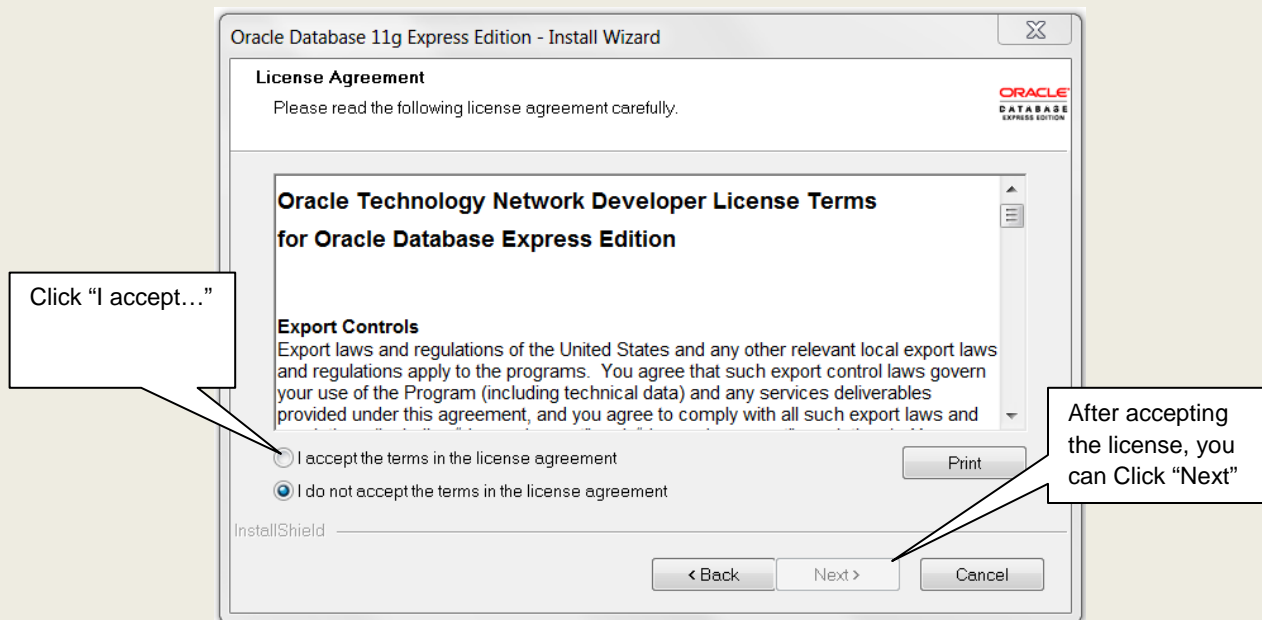 Oracle Database 11g Express Edition - Install Wizard
License Agreement
Please read the following license agreement carefully.
ORACLE
DATABASE
EXPRESS EDITION
Oracle Technology Network Developer License Terms
for Oracle Database Express Edition
Click “I accept…”
Export Controls
Export laws and regulations of the United States and any other relevant local export laws
and regulations apply to the programs. You agree that such export control laws govern
your use of the Program (including technical data) and any services deliverables
provided under this agreement, and you agree to comply with all such export laws and
After accepting
the license, you
can Click “Next”
I accept the terms in the license agreement
Print
I do not accept the terms in the license agreement
InstallShield
< Back
Next >
Cancel